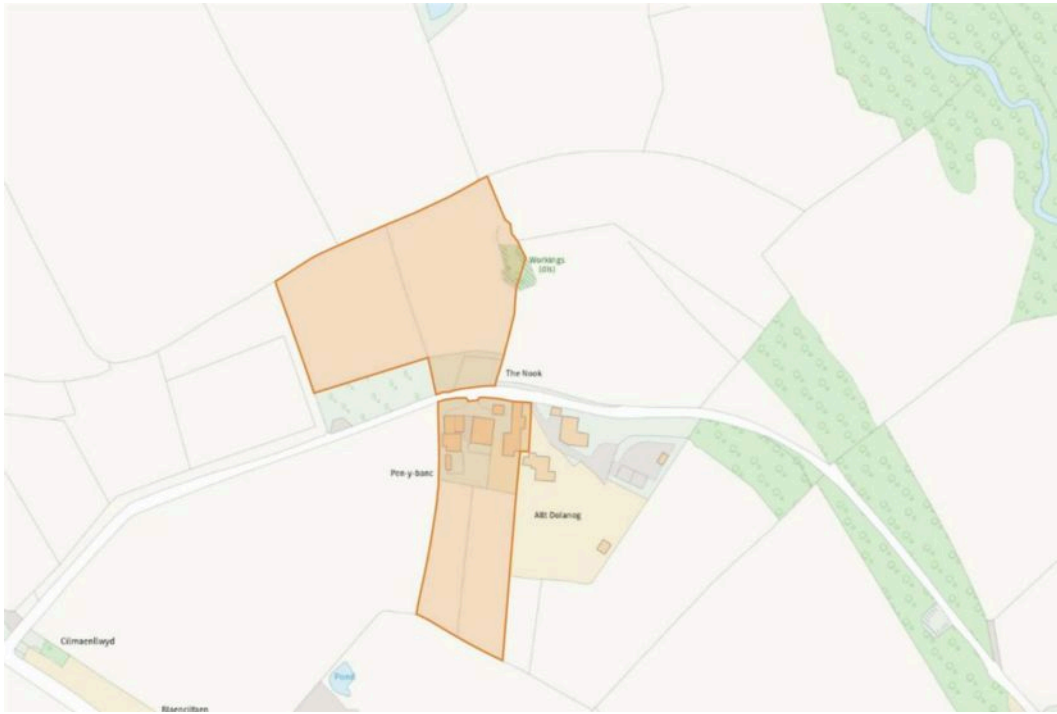 Workings
(dis)
The Nook
Pen-y-banc
Allt Dolanog
Cilmaenllwyd
Pond